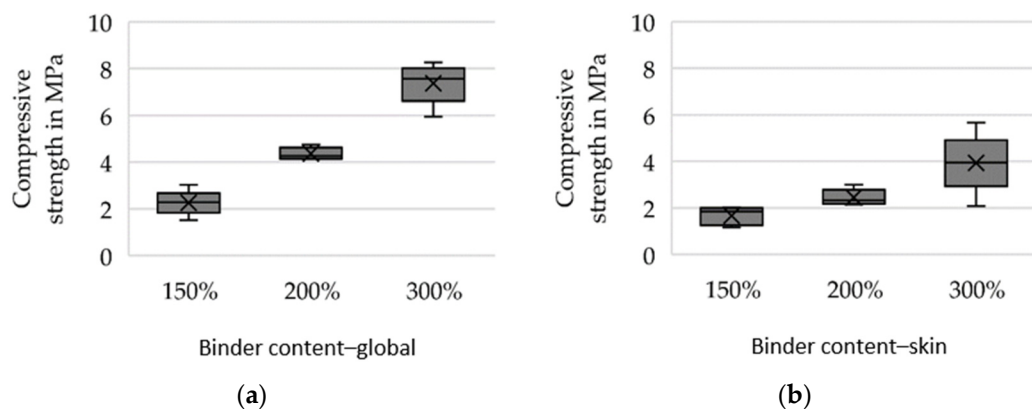 Compressive
strength in MPa
10
8
6
4
2
0
150% 200% 300%
Binder content–global
(a)
Compressive
strength in MPa
10
8
6
4
2
0
150% 200% 300%
Binder content–skin
(b)